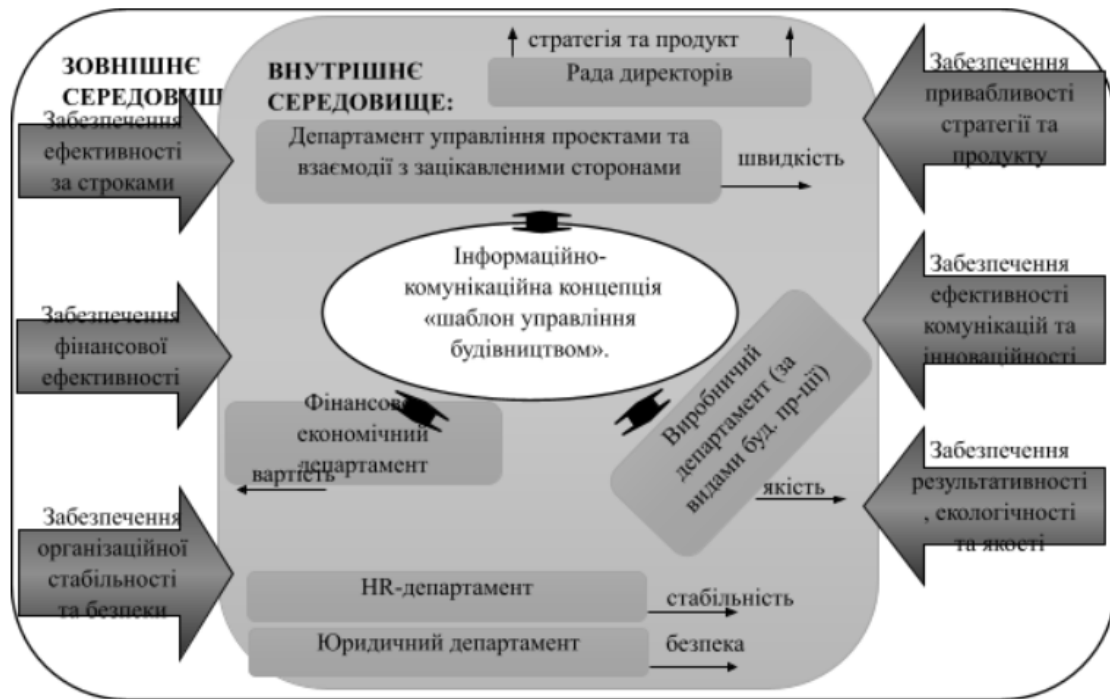 ЗОВНІШНЄ
СЕРЕДОВИЩ
Забезпечення
ефективності
за строками
Забезпечення
фінансової
ефективності
Забезпечення
організаційної
стабільності
та безпеки
ВНУТРІШНЄ
СЕРЕДОВИЩЕ:
стратегія та продукт
Рада директорів
Департамент управління проектами та
взаємодії з зацікавленими сторонами
швидкість
Інформаційно-
комунікаційна концепція
«шаблон управління
будівництвом».
Фінансово
економічний
департамент
вартість
Виробничий
департамент (за
видами буд. пр-ції)
якість
HR-департамент
стабільність
Юридичний департамент
безпека
Забезпечення
привабливості
стратегії та
продукту
Забезпечення
ефективності
комунікацій та
інноваційності
Забезпечення
результативності
, екологічності
та якості